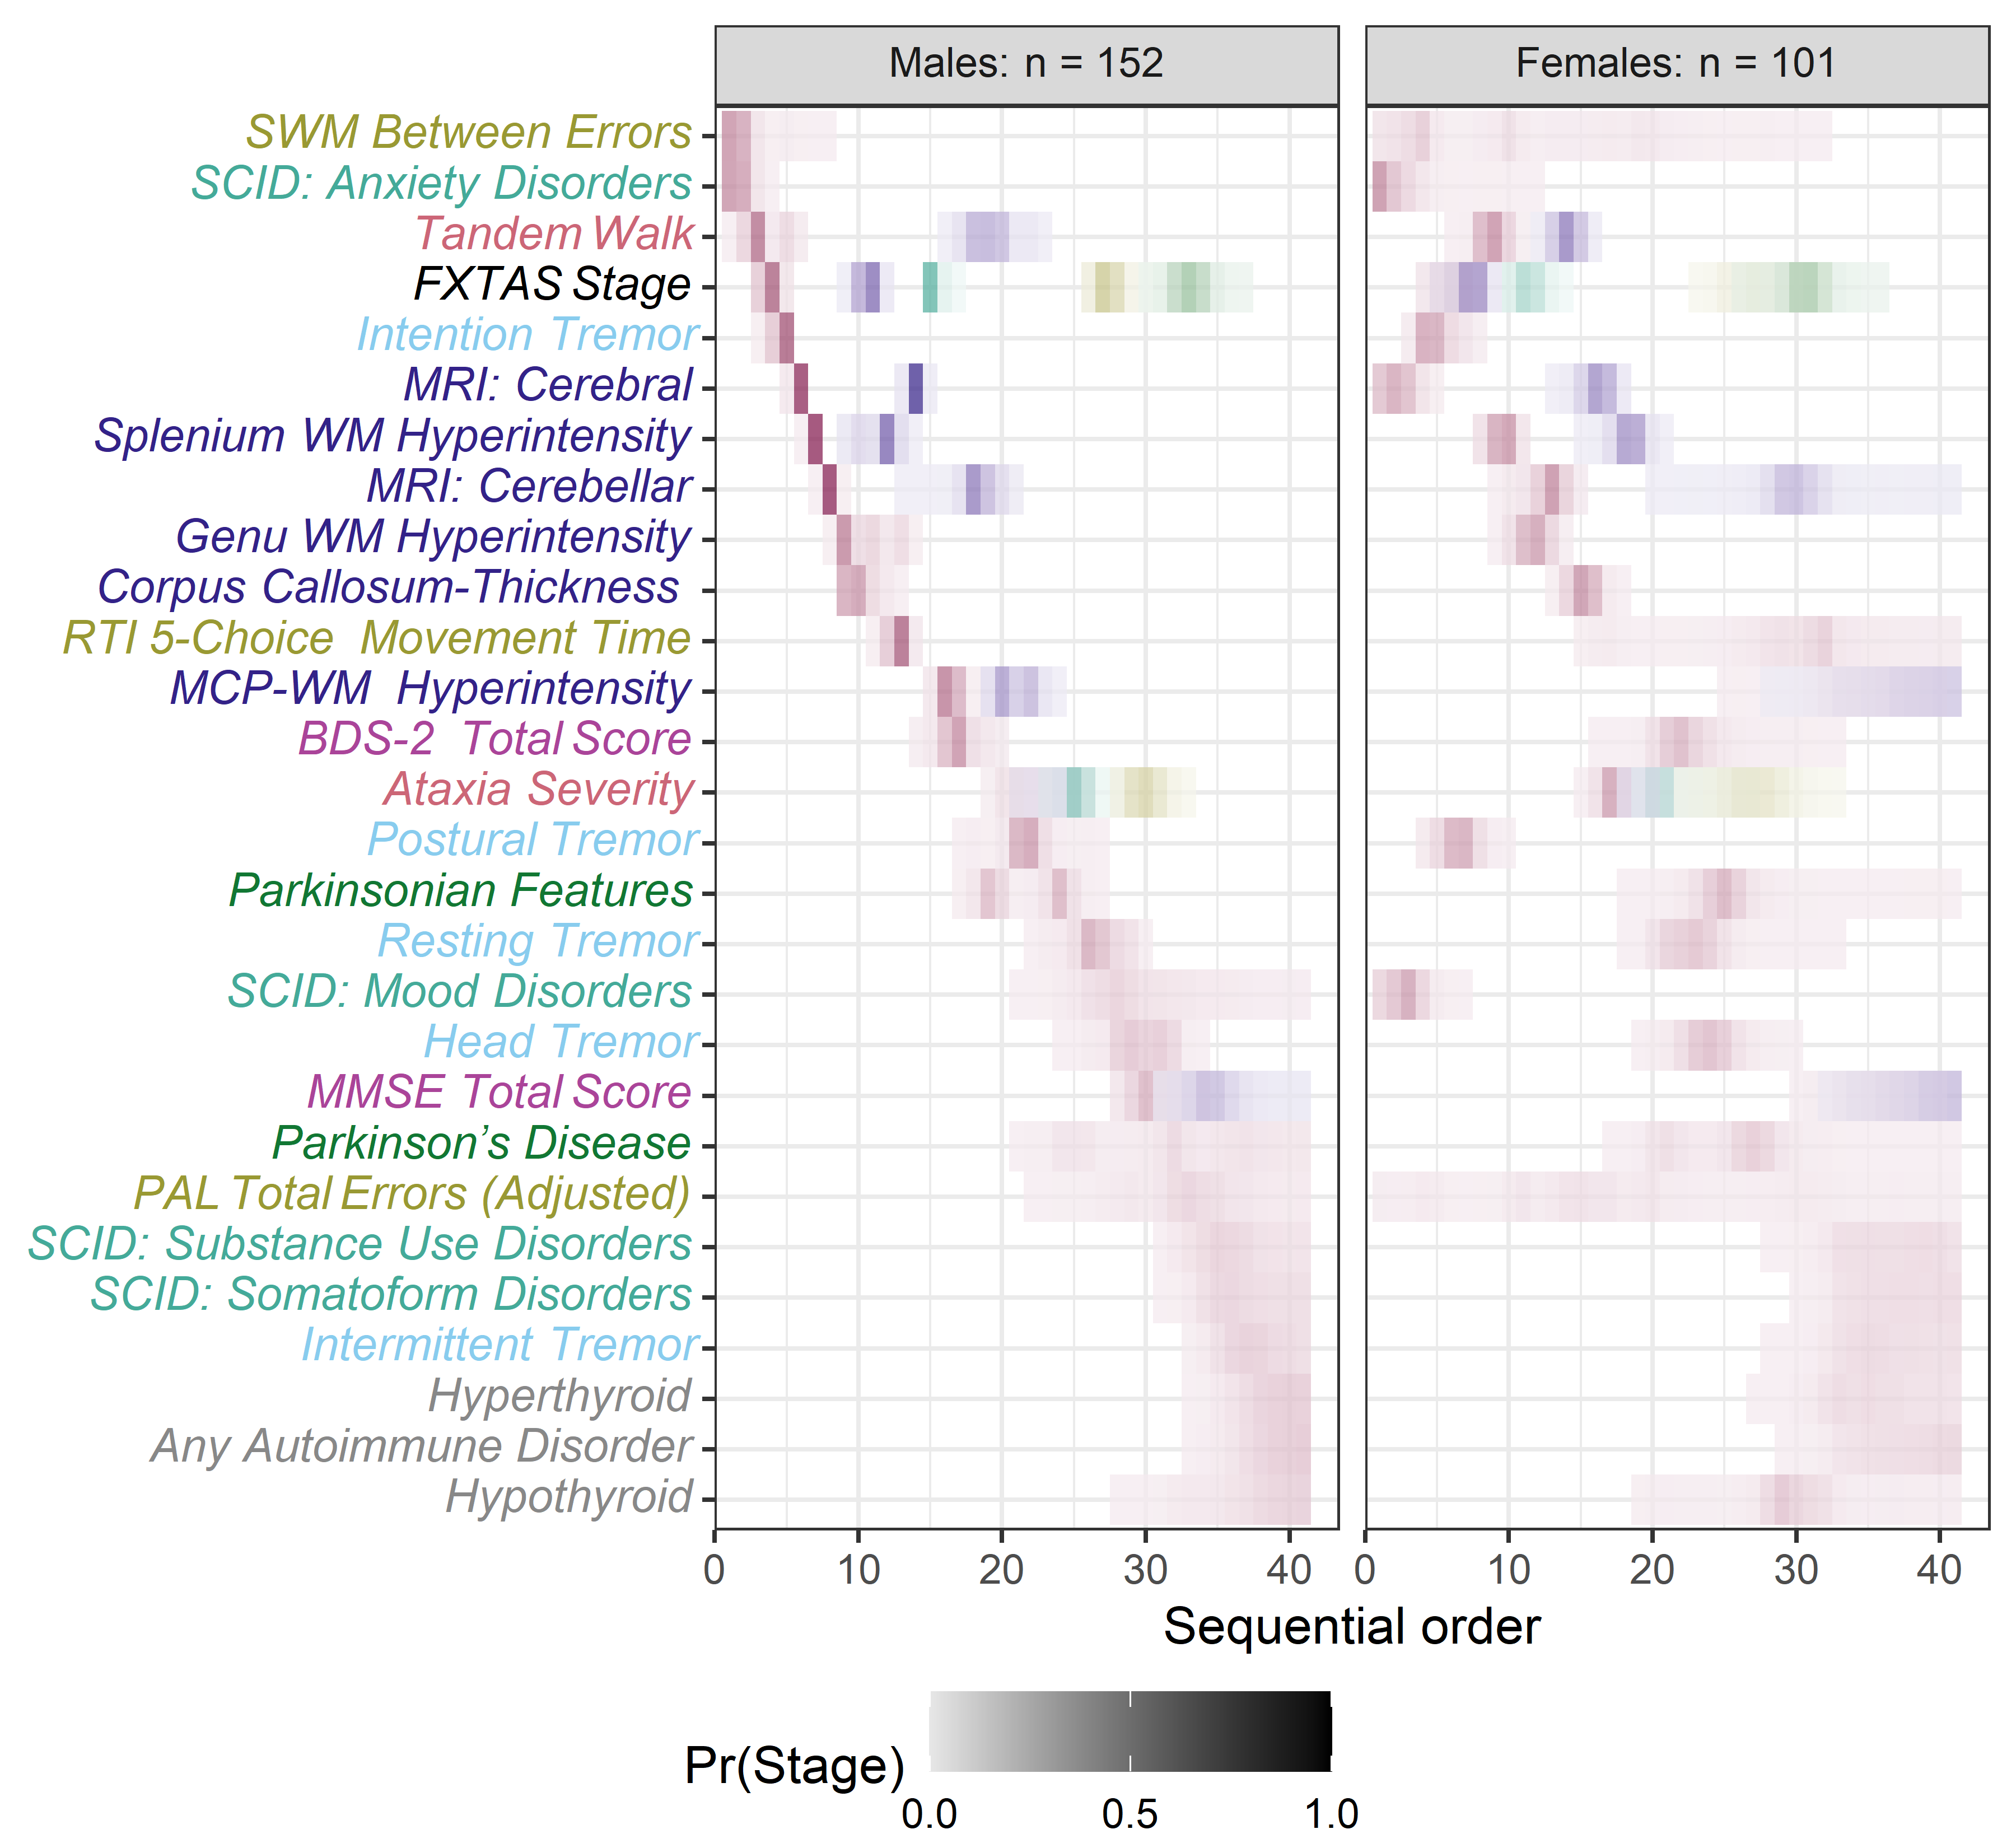 Males: n = 152
Females: n = 101
SWM Between Errors
SCID: Anxiety Disorders
Tandem Walk
FXTAS Stage
Intention Tremor
MRI: Cerebral
Splenium WM Hyperintensity
MRI: Cerebellar
Genu WM Hyperintensity
Corpus Callosum-Thickness
RTI 5-Choice Movement Time
MCP-WM Hyperintensity
BDS-2 Total Score
Ataxia Severity
Postural Tremor
Parkinsonian Features
Resting Tremor
SCID: Mood Disorders
Head Tremor
MMSE Total Score
Parkinson's Disease
PAL Total Errors (Adjusted)
SCID: Substance Use Disorders
SCID: Somatoform Disorders
Intermittent Tremor
Hyperthyroid
Any Autoimmune Disorder
Hypothyroid
0 10 20 30 40 0 10 20 30 40
Sequential order
Pr(Stage)
0.0 0.5 1.0